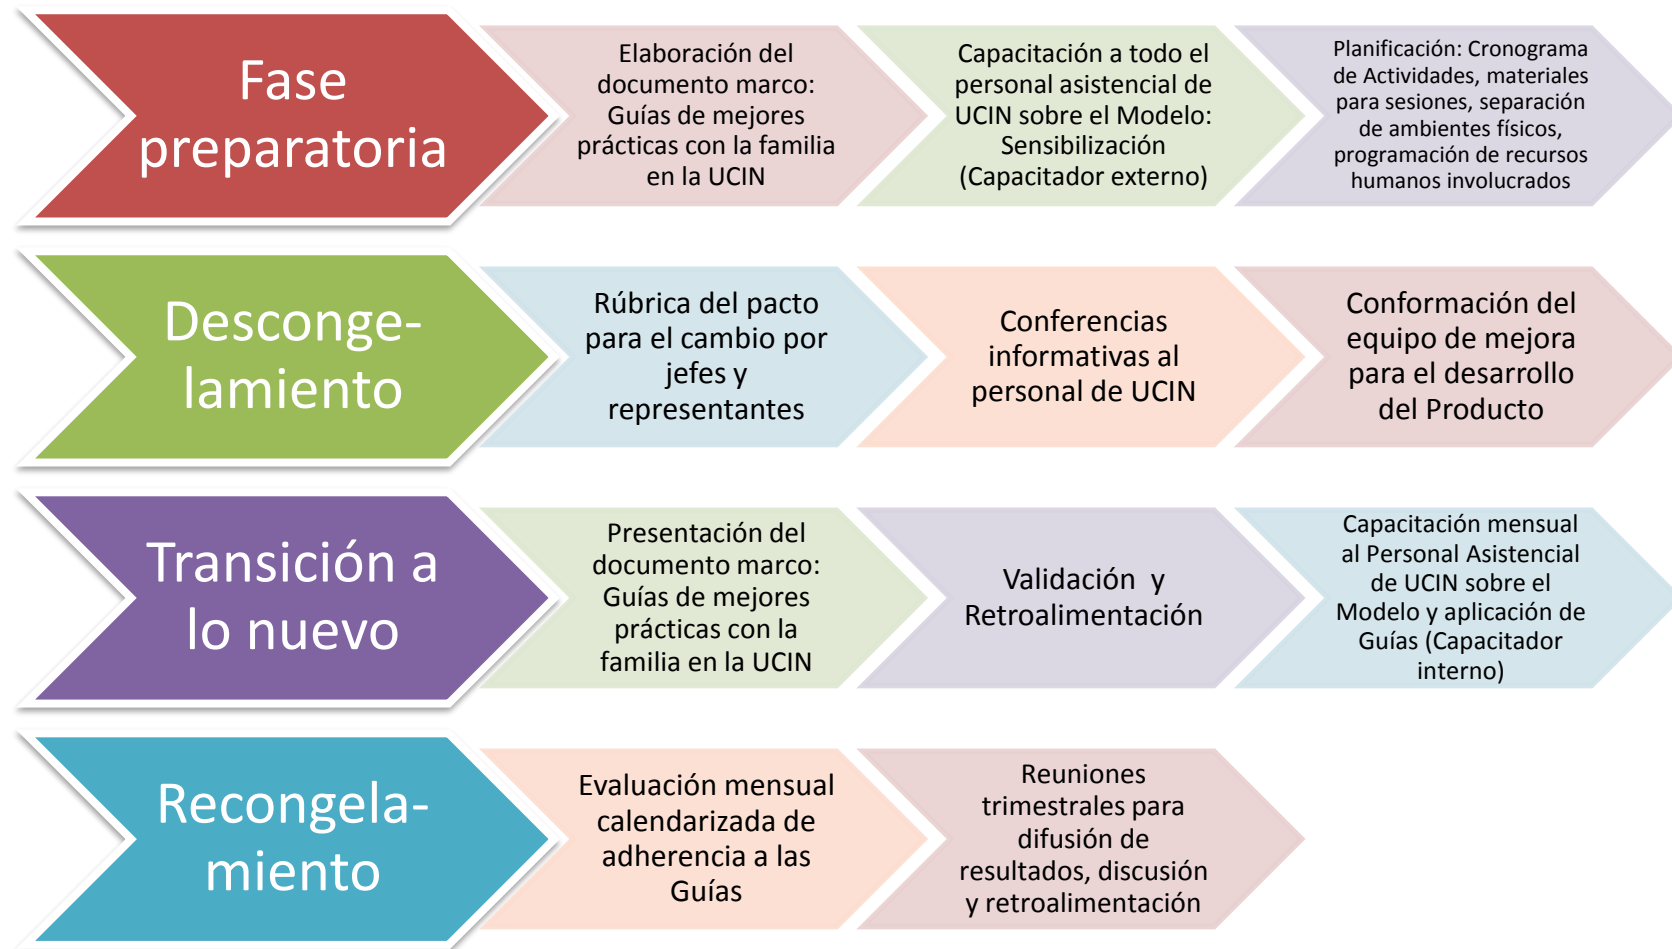 Fase
preparatoria
Elaboración del
documento marco:
Guías de mejores
prácticas con la familia
en la UCIN
Capacitación a todo el
personal asistencial de
UCIN sobre el Modelo:
Sensibilización
(Capacitador externo)
Planificación: Cronograma
de Actividades, materiales
para sesiones, separación
de ambientes físicos,
programación de recursos
humanos involucrados
Desconge-
lamiento
Rúbrica del pacto
para el cambio por
jefes y
representantes
Conferencias
informativas al
personal de UCIN
Conformación del
equipo de mejora
para el desarrollo
del Producto
Transición a
lo nuevo
Presentación del
documento marco:
Guías de mejores
prácticas con la
familia en la UCIN
Validación y
Retroalimentación
Capacitación mensual
al Personal Asistencial
de UCIN sobre el
Modelo y aplicación de
Guías (Capacitador
interno)
Recongela-
miento
Evaluación mensual
calendarizada de
adherencia a las
Guías
Reuniones
trimestrales para
difusión de
resultados, discusión
y retroalimentación